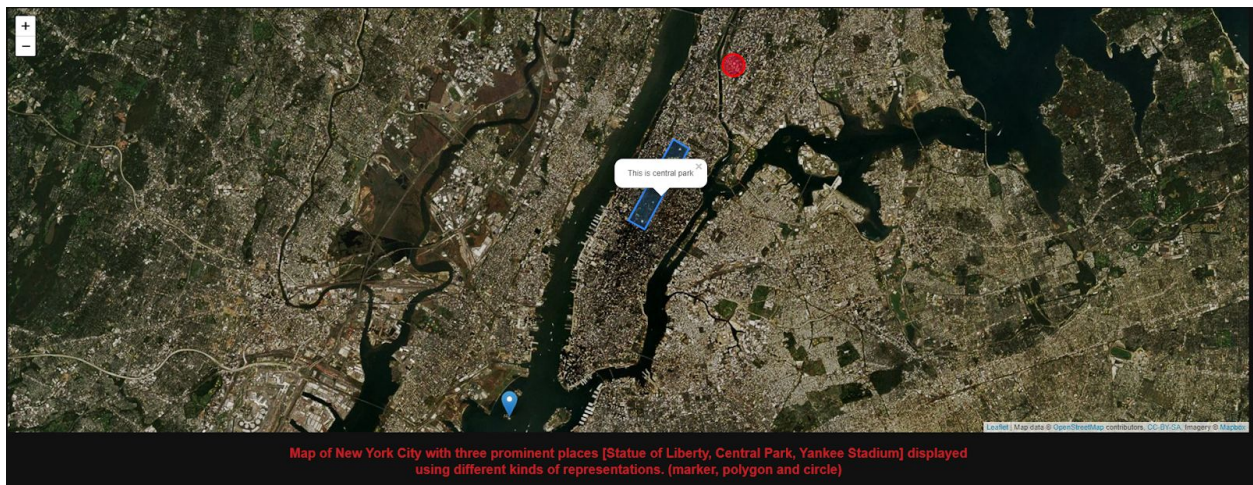 +
−
This is central park
×
Leaflet | Map data © OpenStreetMap contributors, CC-BY-SA, Imagery © Mapbox
Map of New York City with three prominent places [Statue of Liberty, Central Park, Yankee Stadium] displayed
using different kinds of representations. (marker, polygon and circle)